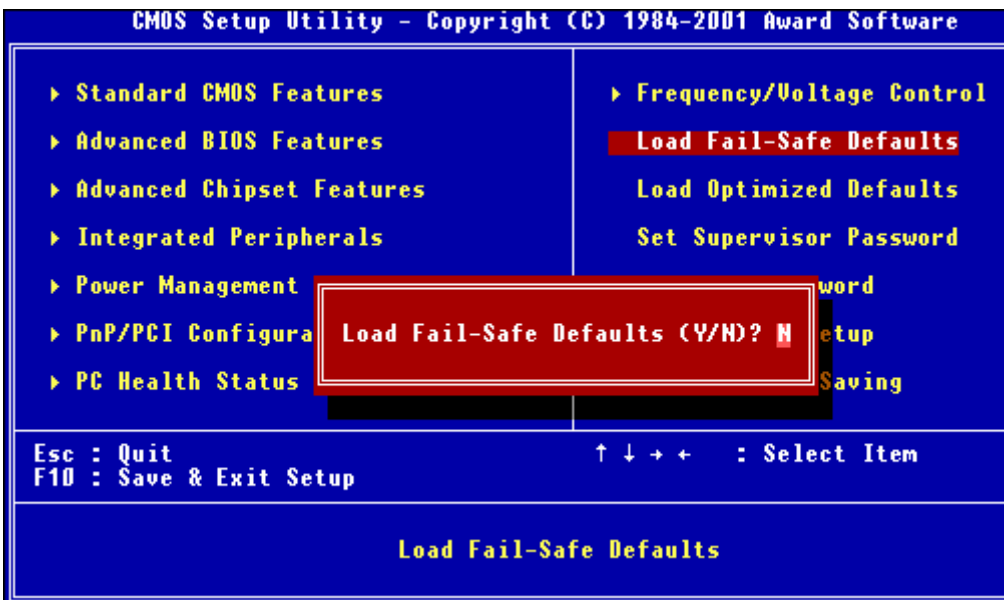 CMOS Setup Utility - Copyright (C) 1984-2001 Award Software
▸ Standard CMOS Features
▸ Advanced BIOS Features
▸ Advanced Chipset Features
▸ Integrated Peripherals
▸ Power Management
▸ PnP/PCI Configura
▸ PC Health Status
▸ Frequency/Voltage Control
Load Fail-Safe Defaults
Load Optimized Defaults
Set Supervisor Password
word
etup
Saving
Load Fail-Safe Defaults (Y/N)? N
Esc : Quit
F10 : Save & Exit Setup
↑ ↓ → ← : Select Item
Load Fail-Safe Defaults